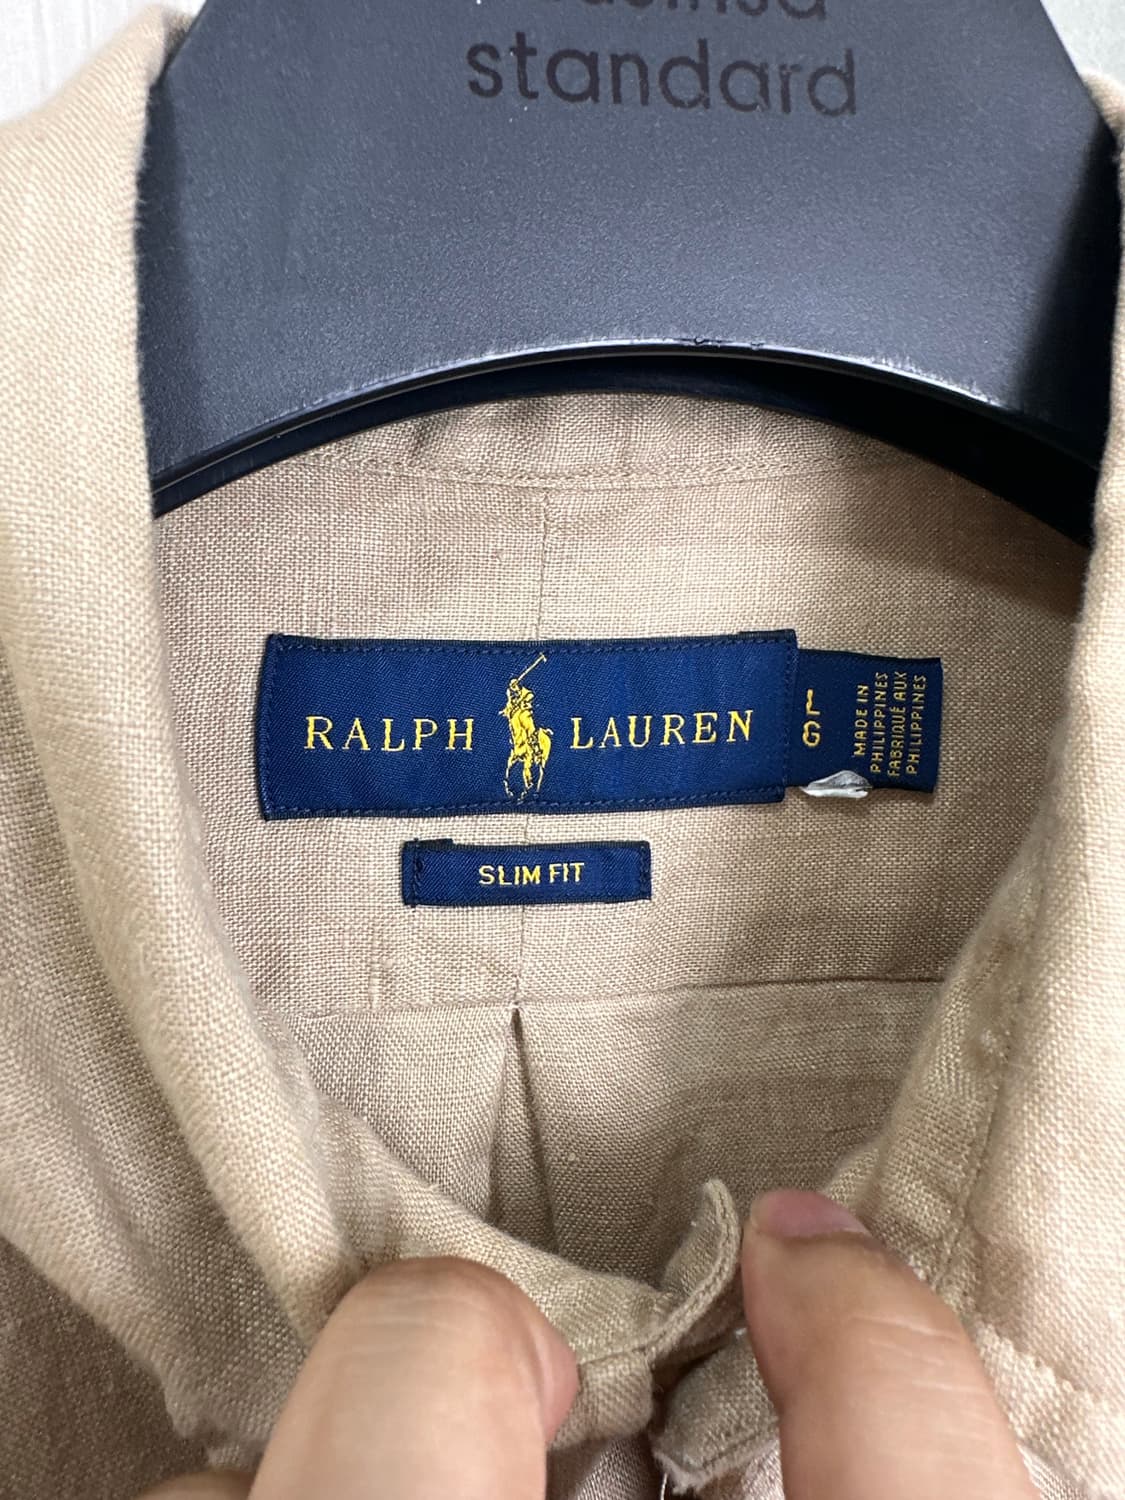 standard
RALPH LAUREN
L/G
MADE IN
PHILIPPINES
FABRIQUÉ AUX
PHILIPPINES
SLIM FIT